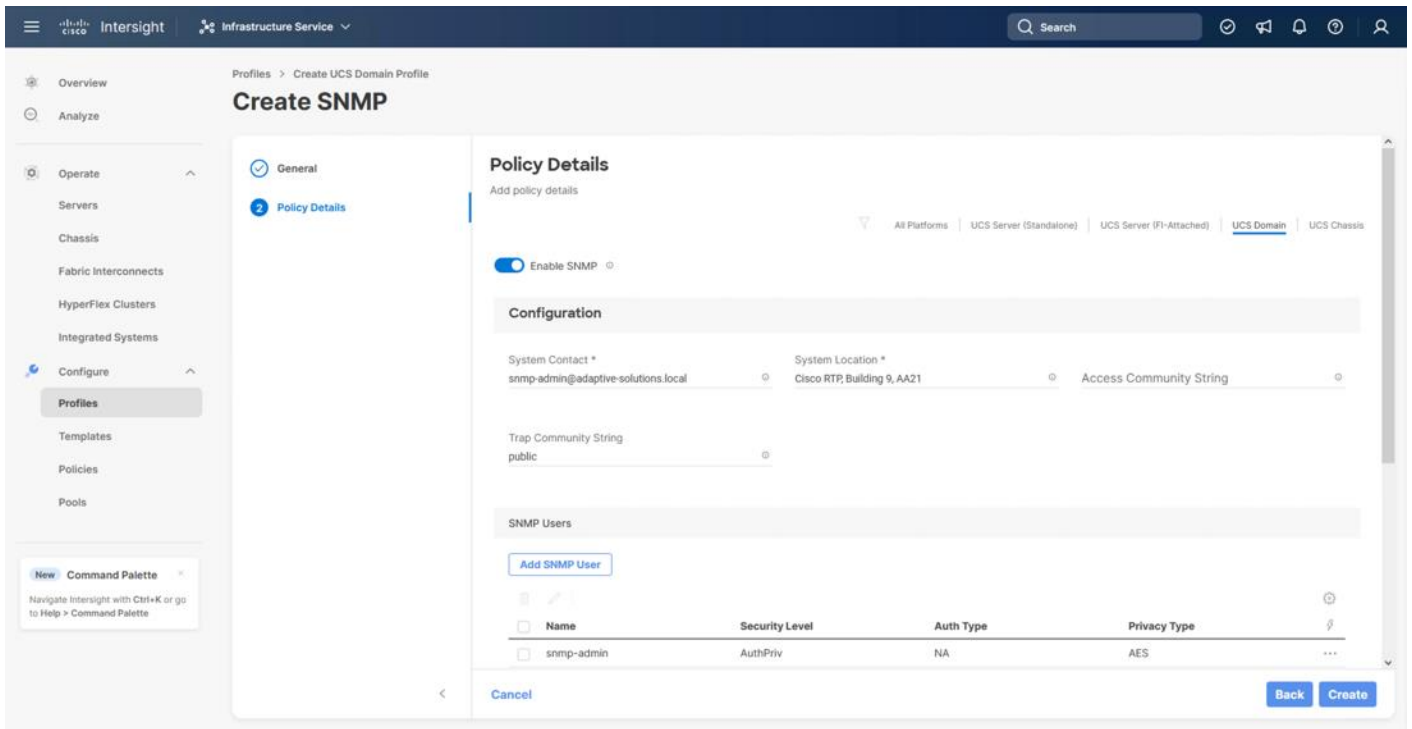 cisco Intersight
Infrastructure Service
Search
Overview
Analyze
Operate
Servers
Chassis
Fabric Interconnects
HyperFlex Clusters
Integrated Systems
Configure
Profiles
Templates
Policies
Pools
New Command Palette
Navigate Intersight with Ctrl+K or go
to Help > Command Palette
Profiles > Create UCS Domain Profile
Create SNMP
General
2 Policy Details
Policy Details
Add policy details
All Platforms | UCS Server (Standalone) | UCS Server (FI-Attached) | UCS Domain | UCS Chassis
Enable SNMP
Configuration
System Contact * System Location *
snmp-admin@adaptive-solutions.local Cisco RTP, Building 9, AA21 Access Community String
Trap Community String
public
SNMP Users
Add SNMP User
Name Security Level Auth Type Privacy Type
snmp-admin AuthPriv NA AES
Cancel Back Create